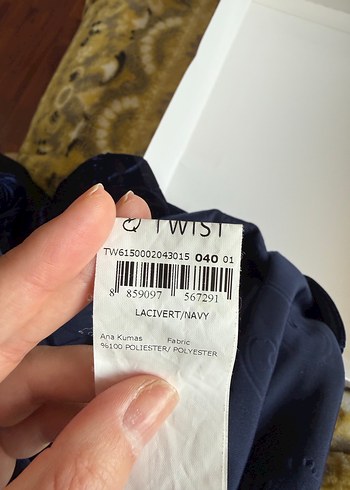 TWIST
TW6150002043015 040 01
8 859097 567291
LACIVERT/NAVY
Ana Kumas Fabric
%100 POLIESTER/ POLYESTER